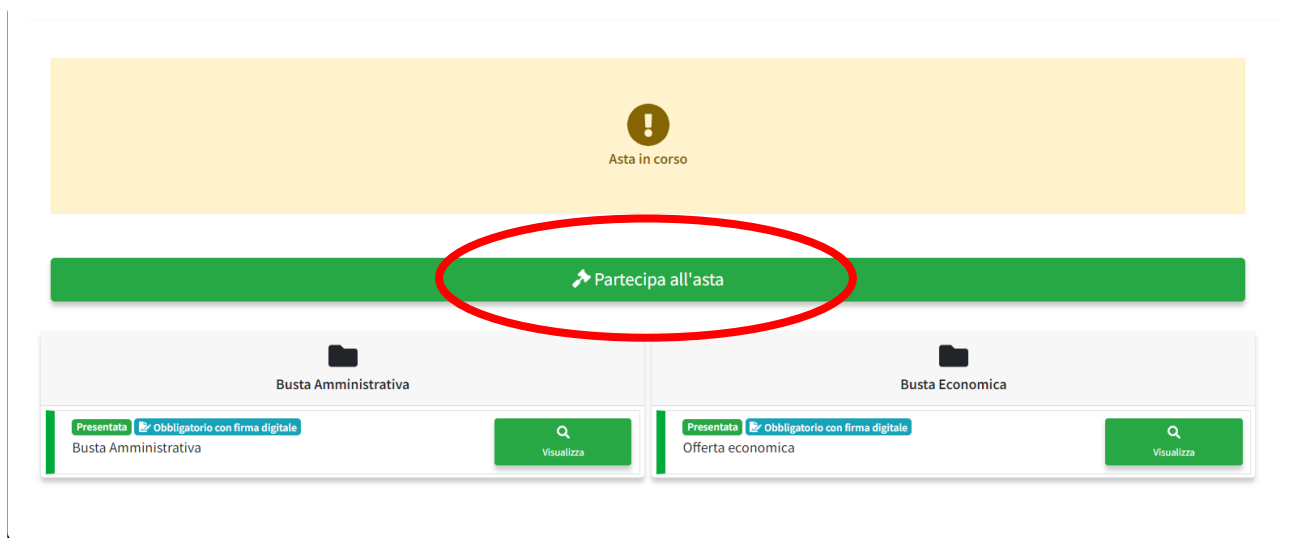 Asta in corso
Partecipa all'asta
Busta Amministrativa
Busta Economica
Presentata Obbligatorio con firma digitale
Busta Amministrativa
Visualizza
Presentata Obbligatorio con firma digitale
Offerta economica
Visualizza